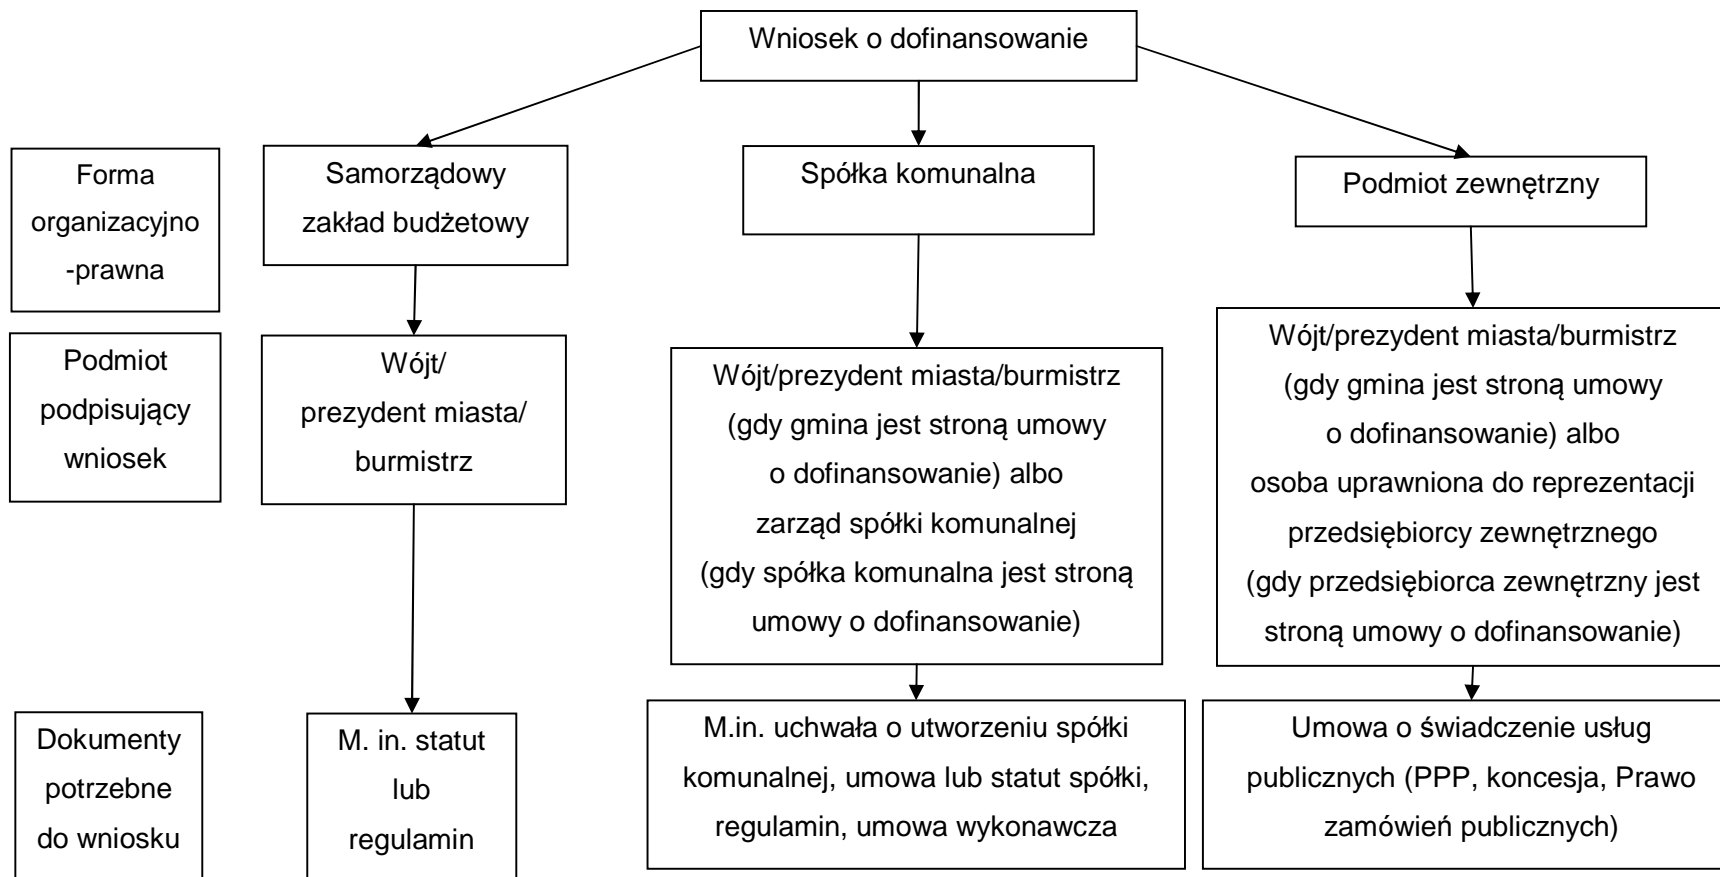 Wniosek o dofinansowanie
Forma
organizacyjno
-prawna
Samorządowy
zakład budżetowy
Spółka komunalna
Podmiot zewnętrzny
Podmiot
podpisujący
wniosek
Wójt/
prezydent miasta/
burmistrz
Wójt/prezydent miasta/burmistrz
(gdy gmina jest stroną umowy
o dofinansowanie) albo
zarząd spółki komunalnej
(gdy spółka komunalna jest stroną
umowy o dofinansowanie)
Wójt/prezydent miasta/burmistrz
(gdy gmina jest stroną umowy
o dofinansowanie) albo
osoba uprawniona do reprezentacji
przedsiębiorcy zewnętrznego
(gdy przedsiębiorca zewnętrzny jest
stroną umowy o dofinansowanie)
Dokumenty
potrzebne
do wniosku
M. in. statut
lub
regulamin
M.in. uchwała o utworzeniu spółki
komunalnej, umowa lub statut spółki,
regulamin, umowa wykonawcza
Umowa o świadczenie usług
publicznych (PPP, koncesja, Prawo
zamówień publicznych)